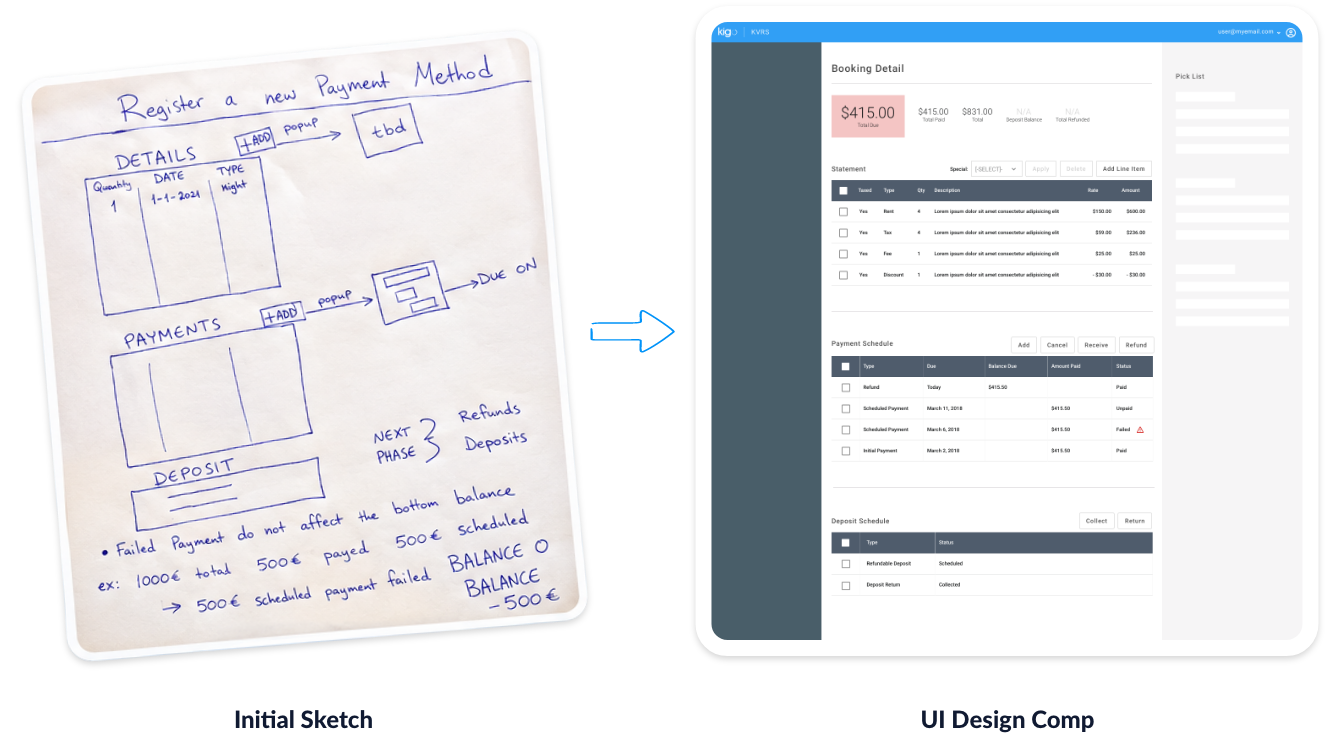 Register a new Payment Method
+ADD popup tbd
DETAILS
Quantity DATE TYPE
1 1-1-2021 night
+ADD popup DUE ON
PAYMENTS
NEXT PHASE
Refunds
Deposits
DEPOSIT
• Failed Payment do not affect the bottom balance
ex: 1000€ total 500€ payed 500€ scheduled
BALANCE 0
→ 500€ scheduled payment failed BALANCE
-500€
Initial Sketch
kigo | KVRS user@myemail.com
Booking Detail
$415.00 $415.00 $831.00 N/A N/A
Total Due Total Paid Total Deposit Balance Total Refunded
Statement Special: [-SELECT-] Apply Delete Add Line Item
Taxed Type Qty Description Rate Amount
Yes Rent 4 Lorem ipsum dolor sit amet consectetur adipisicing elit $150.00 $600.00
Yes Tax 4 Lorem ipsum dolor sit amet consectetur adipisicing elit $59.00 $236.00
Yes Fee 1 Lorem ipsum dolor sit amet consectetur adipisicing elit $25.00 $25.00
Yes Discount 1 Lorem ipsum dolor sit amet consectetur adipisicing elit - $30.00 - $30.00
Payment Schedule Add Cancel Receive Refund
Type Due Balance Due Amount Paid Status
Refund Today $415.50 Paid
Scheduled Payment March 11, 2018 $415.50 Unpaid
Scheduled Payment March 6, 2018 $415.50 Failed
Initial Payment March 2, 2018 $415.50 Paid
Deposit Schedule Collect Return
Type Status
Refundable Deposit Scheduled
Deposit Return Collected
Pick List
UI Design Comp